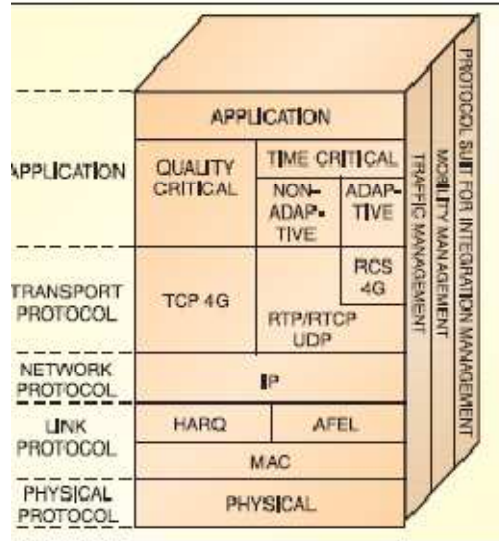 APPLICATION
APPLICATION
QUALITY
CRITICAL
TIME CRITICAL
NON-
ADAP-
TIVE
ADAP-
TIVE
TRANSPORT
PROTOCOL
TCP 4G
RCS
4G
RTP/RTCP
UDP
NETWORK
PROTOCOL
IP
LINK
PROTOCOL
HARQ
AFEL
MAC
PHYSICAL
PROTOCOL
PHYSICAL
TRAFFIC MANAGEMENT
MOBILITY MANAGEMENT
PROTOCOL SUIT FOR INTEGRATION MANAGEMENT